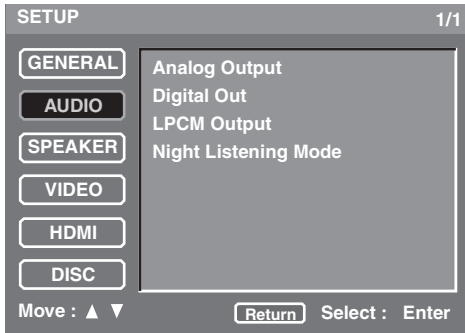 SETUP 1/1
GENERAL
AUDIO
SPEAKER
VIDEO
HDMI
DISC
Analog Output
Digital Out
LPCM Output
Night Listening Mode
Move : ▲ ▼ Return Select : Enter